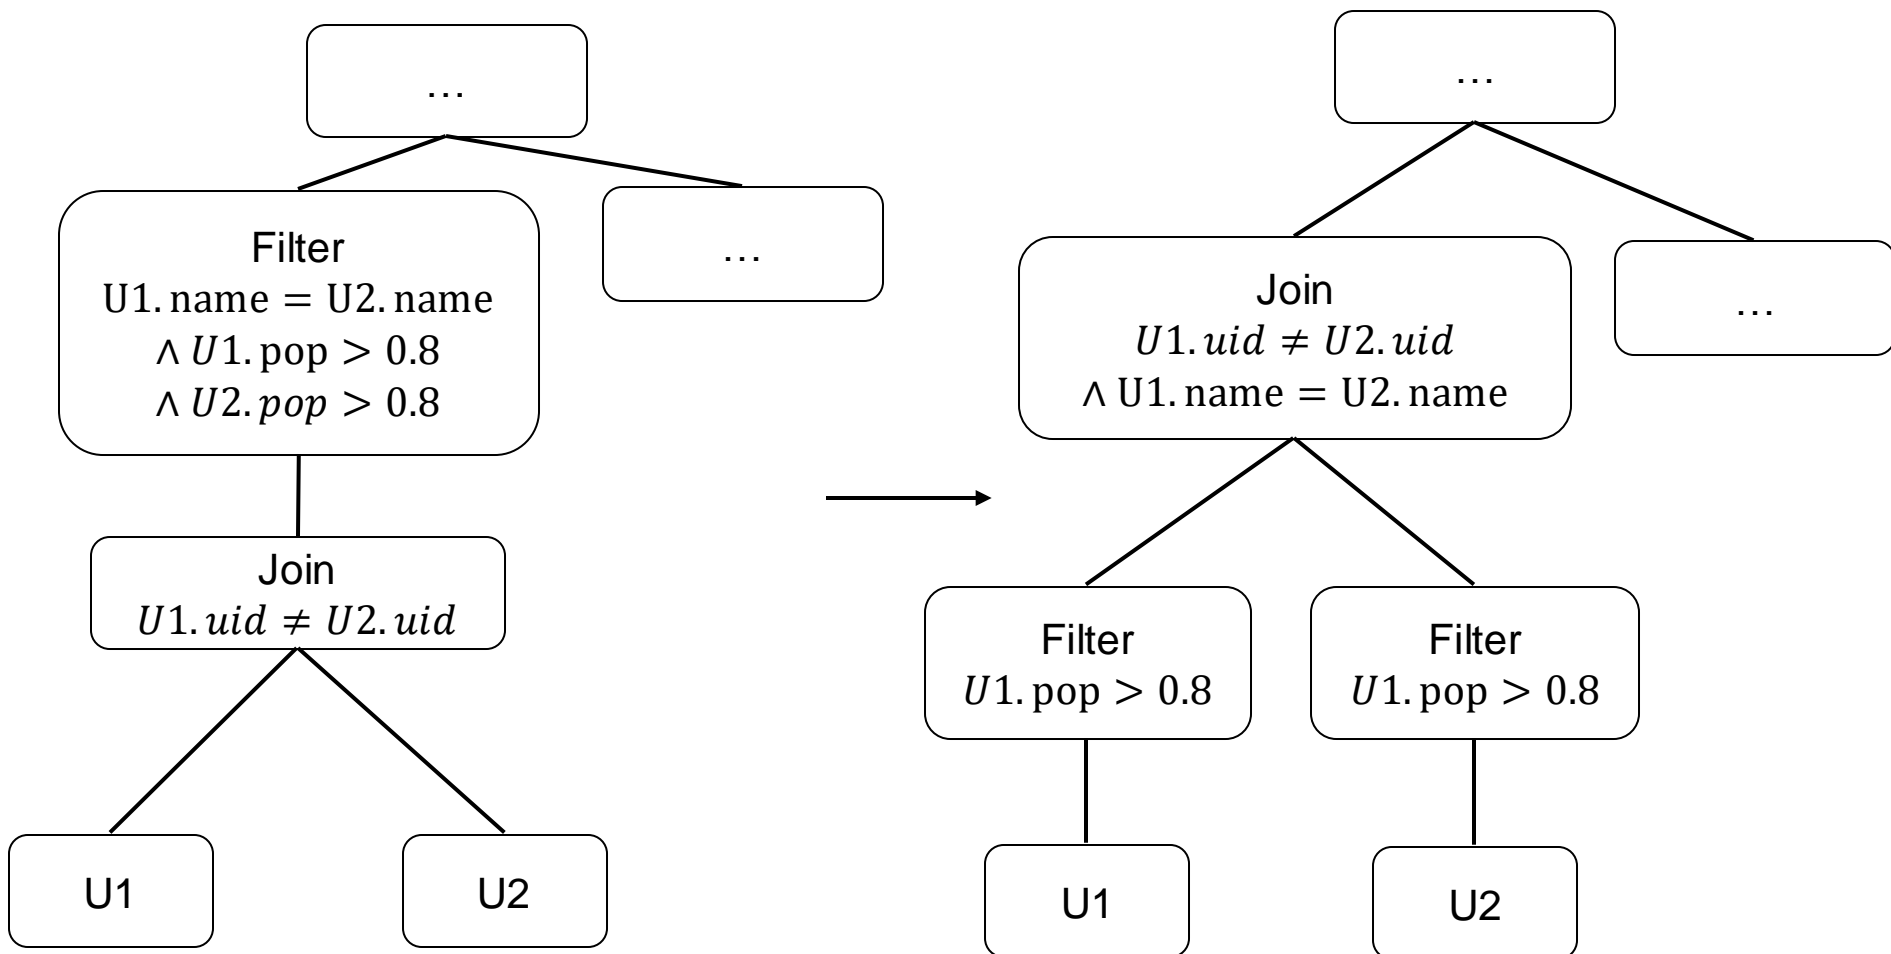 …
Filter
U1. name = U2. name
∧ U1. pop > 0.8
∧ U2. pop > 0.8
…
Join
U1. uid ≠ U2. uid
U1
U2
…
Join
U1. uid ≠ U2. uid
∧ U1. name = U2. name
…
Filter
U1. pop > 0.8
Filter
U1. pop > 0.8
U1
U2